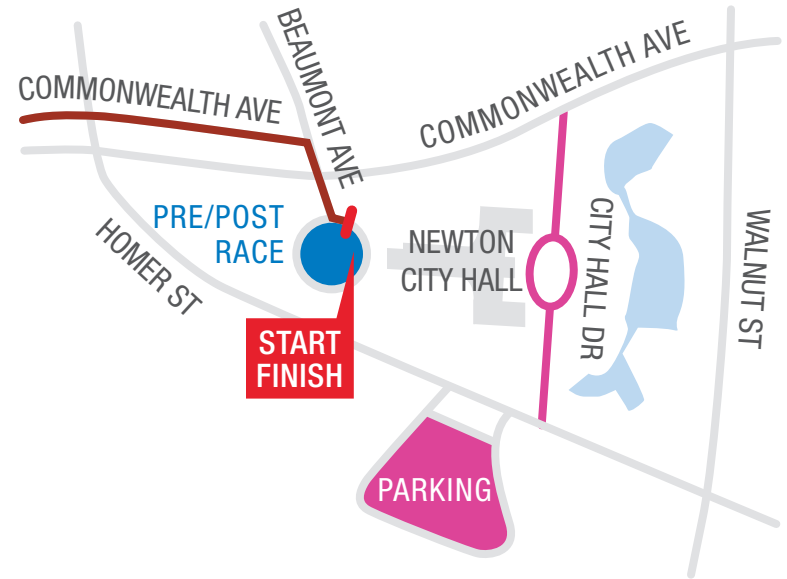 BEAUMONT AVE
COMMONWEALTH AVE
COMMONWEALTH AVE
PRE/POST
RACE
HOMER ST
NEWTON
CITY HALL
CITY HALL DR
WALNUT ST
START
FINISH
PARKING